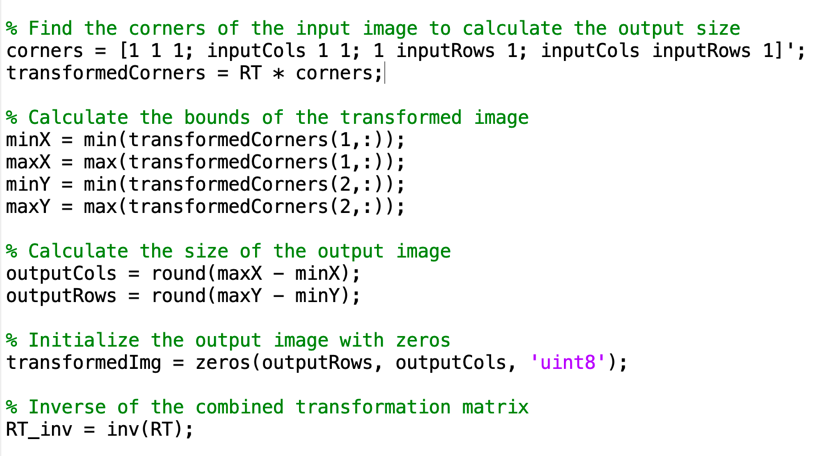 % Find the corners of the input image to calculate the output size
corners = [1 1 1; inputCols 1 1; 1 inputRows 1; inputCols inputRows 1]';
transformedCorners = RT * corners;
% Calculate the bounds of the transformed image
minX = min(transformedCorners(1,:));
maxX = max(transformedCorners(1,:));
minY = min(transformedCorners(2,:));
maxY = max(transformedCorners(2,:));
% Calculate the size of the output image
outputCols = round(maxX - minX);
outputRows = round(maxY - minY);
% Initialize the output image with zeros
transformedImg = zeros(outputRows, outputCols, 'uint8');
% Inverse of the combined transformation matrix
RT_inv = inv(RT);